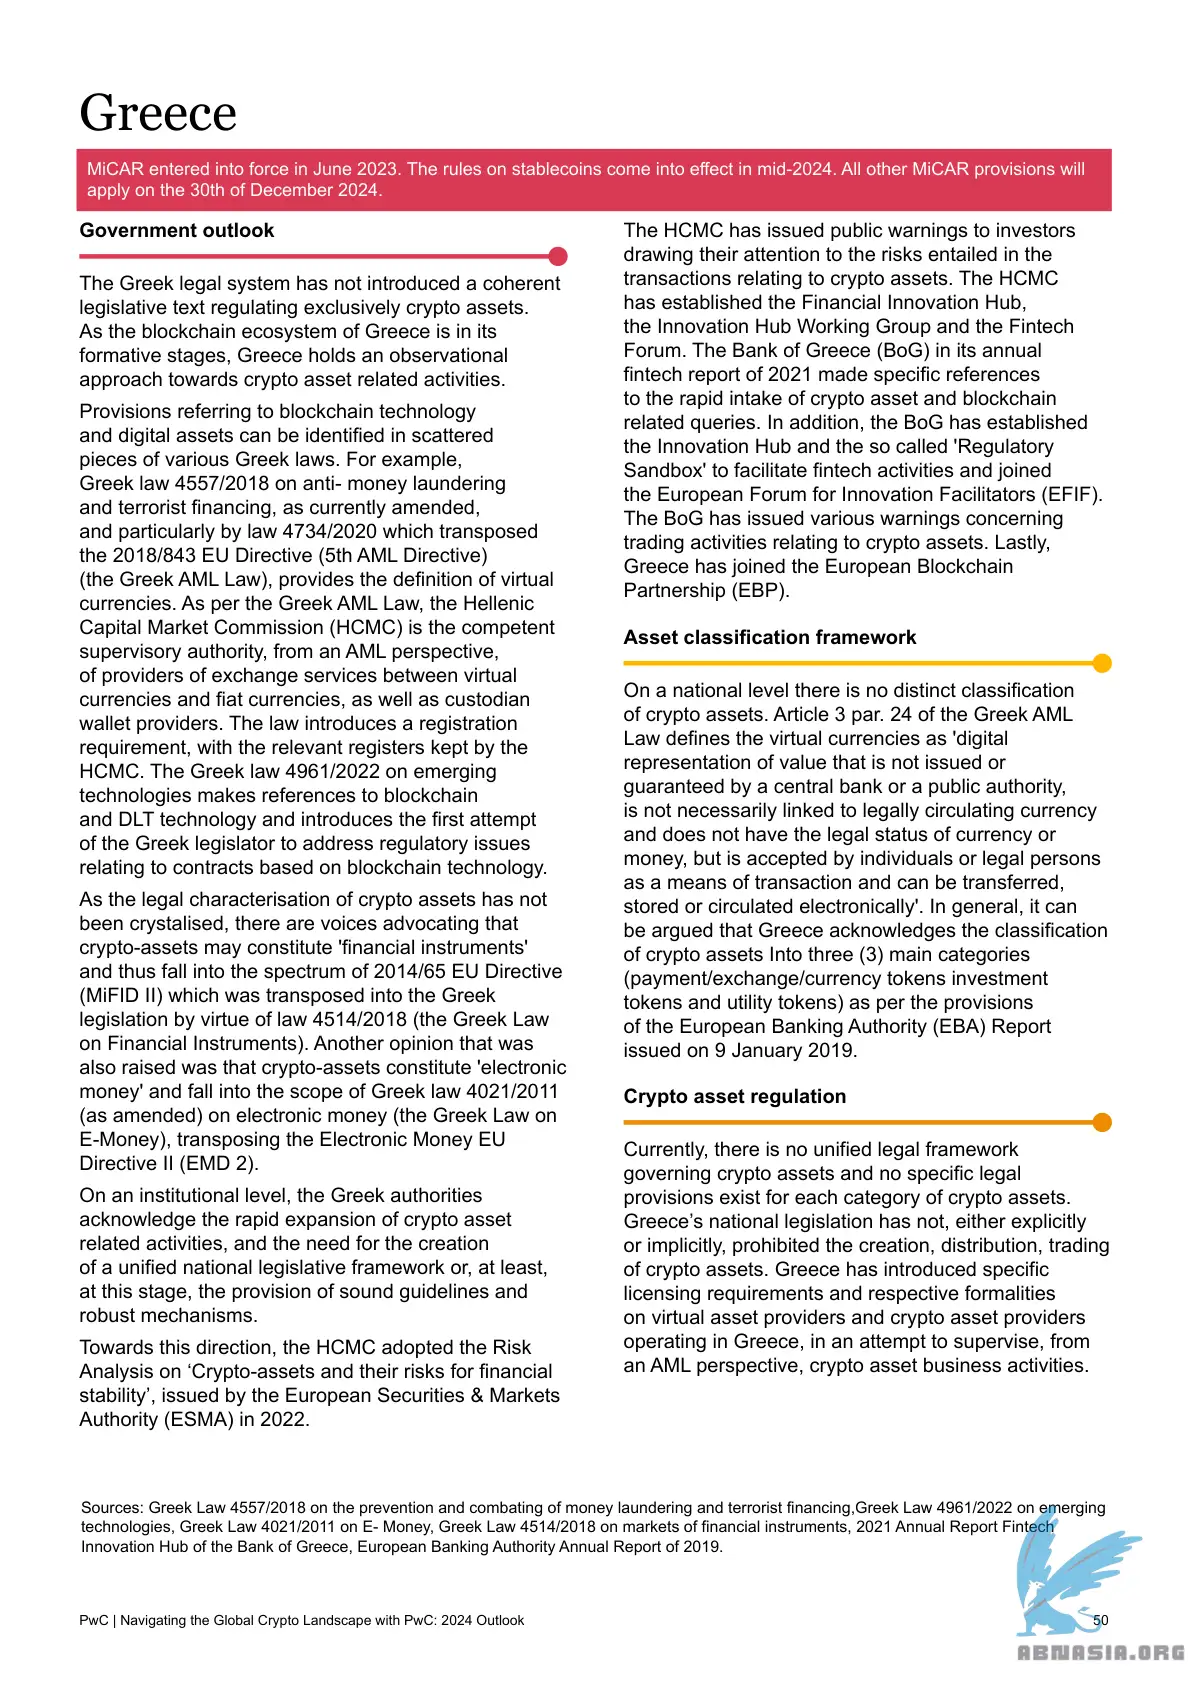 Greece
MiCAR entered into force in June 2023. The rules on stablecoins come into effect in mid-2024. All other MiCAR provisions will
apply on the 30th of December 2024.
Government outlook
The Greek legal system has not introduced a coherent
legislative text regulating exclusively crypto assets.
As the blockchain ecosystem of Greece is in its
formative stages, Greece holds an observational
approach towards crypto asset related activities.
Provisions referring to blockchain technology
and digital assets can be identified in scattered
pieces of various Greek laws. For example,
Greek law 4557/2018 on anti- money laundering
and terrorist financing, as currently amended,
and particularly by law 4734/2020 which transposed
the 2018/843 EU Directive (5th AML Directive)
(the Greek AML Law), provides the definition of virtual
currencies. As per the Greek AML Law, the Hellenic
Capital Market Commission (HCMC) is the competent
supervisory authority, from an AML perspective,
of providers of exchange services between virtual
currencies and fiat currencies, as well as custodian
wallet providers. The law introduces a registration
requirement, with the relevant registers kept by the
HCMC. The Greek law 4961/2022 on emerging
technologies makes references to blockchain
and DLT technology and introduces the first attempt
of the Greek legislator to address regulatory issues
relating to contracts based on blockchain technology.
As the legal characterisation of crypto assets has not
been crystalised, there are voices advocating that
crypto-assets may constitute 'financial instruments'
and thus fall into the spectrum of 2014/65 EU Directive
(MiFID II) which was transposed into the Greek
legislation by virtue of law 4514/2018 (the Greek Law
on Financial Instruments). Another opinion that was
also raised was that crypto-assets constitute 'electronic
money' and fall into the scope of Greek law 4021/2011
(as amended) on electronic money (the Greek Law on
E-Money), transposing the Electronic Money EU
Directive II (EMD 2).
On an institutional level, the Greek authorities
acknowledge the rapid expansion of crypto asset
related activities, and the need for the creation
of a unified national legislative framework or, at least,
at this stage, the provision of sound guidelines and
robust mechanisms.
Towards this direction, the HCMC adopted the Risk
Analysis on ‘Crypto-assets and their risks for financial
stability’, issued by the European Securities & Markets
Authority (ESMA) in 2022.
The HCMC has issued public warnings to investors
drawing their attention to the risks entailed in the
transactions relating to crypto assets. The HCMC
has established the Financial Innovation Hub,
the Innovation Hub Working Group and the Fintech
Forum. The Bank of Greece (BoG) in its annual
fintech report of 2021 made specific references
to the rapid intake of crypto asset and blockchain
related queries. In addition, the BoG has established
the Innovation Hub and the so called 'Regulatory
Sandbox' to facilitate fintech activities and joined
the European Forum for Innovation Facilitators (EFIF).
The BoG has issued various warnings concerning
trading activities relating to crypto assets. Lastly,
Greece has joined the European Blockchain
Partnership (EBP).
Asset classification framework
On a national level there is no distinct classification
of crypto assets. Article 3 par. 24 of the Greek AML
Law defines the virtual currencies as 'digital
representation of value that is not issued or
guaranteed by a central bank or a public authority,
is not necessarily linked to legally circulating currency
and does not have the legal status of currency or
money, but is accepted by individuals or legal persons
as a means of transaction and can be transferred,
stored or circulated electronically'. In general, it can
be argued that Greece acknowledges the classification
of crypto assets Into three (3) main categories
(payment/exchange/currency tokens investment
tokens and utility tokens) as per the provisions
of the European Banking Authority (EBA) Report
issued on 9 January 2019.
Crypto asset regulation
Currently, there is no unified legal framework
governing crypto assets and no specific legal
provisions exist for each category of crypto assets.
Greece’s national legislation has not, either explicitly
or implicitly, prohibited the creation, distribution, trading
of crypto assets. Greece has introduced specific
licensing requirements and respective formalities
on virtual asset providers and crypto asset providers
operating in Greece, in an attempt to supervise, from
an AML perspective, crypto asset business activities.
Sources: Greek Law 4557/2018 on the prevention and combating of money laundering and terrorist financing,Greek Law 4961/2022 on emerging
technologies, Greek Law 4021/2011 on E- Money, Greek Law 4514/2018 on markets of financial instruments, 2021 Annual Report Fintech
Innovation Hub of the Bank of Greece, European Banking Authority Annual Report of 2019.
PwC | Navigating the Global Crypto Landscape with PwC: 2024 Outlook
50
ABNASIA.ORG